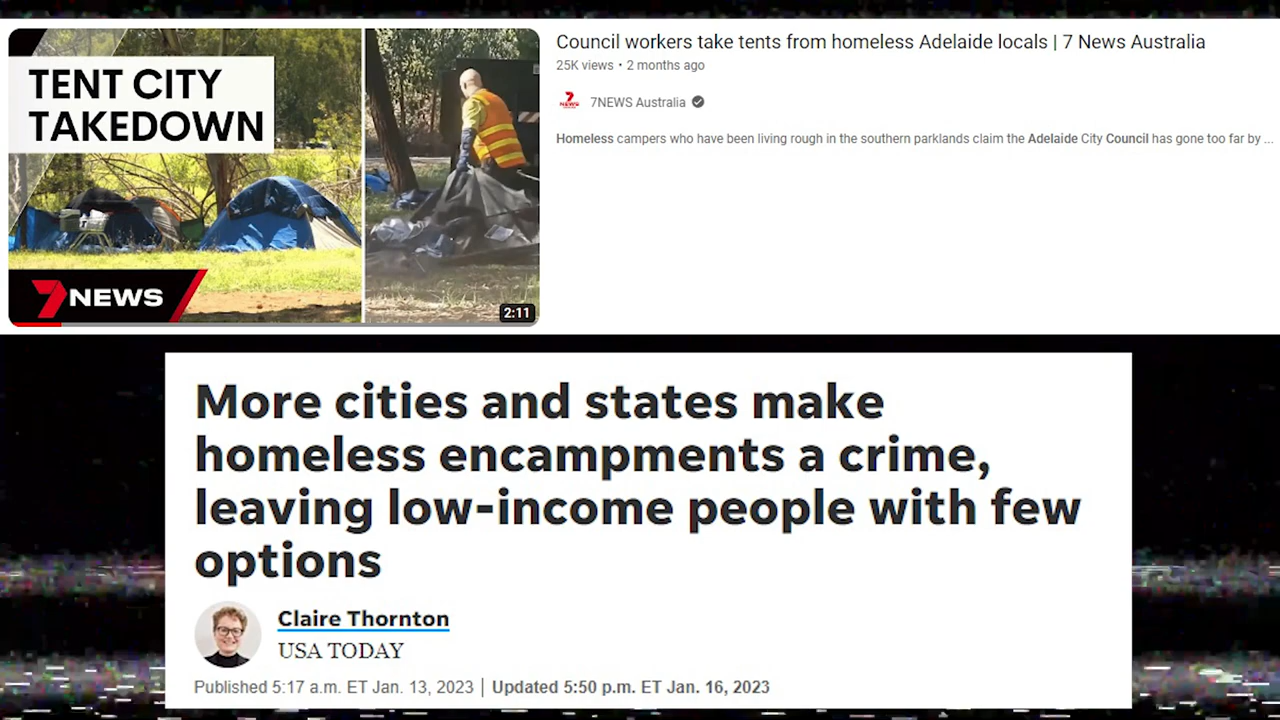 TENT CITY
TAKEDOWN
7NEWS
2:11
Council workers take tents from homeless Adelaide locals | 7 News Australia
25K views • 2 months ago
7NEWS Australia
Homeless campers who have been living rough in the southern parklands claim the Adelaide City Council has gone too far by ...
More cities and states make
homeless encampments a crime,
leaving low-income people with few
options
Claire Thornton
USA TODAY
Published 5:17 a.m. ET Jan. 13, 2023 | Updated 5:50 p.m. ET Jan. 16, 2023